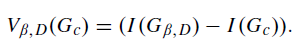 V_{β,D}(G_c) = (I(G_{β,D}) − I(G_c)).